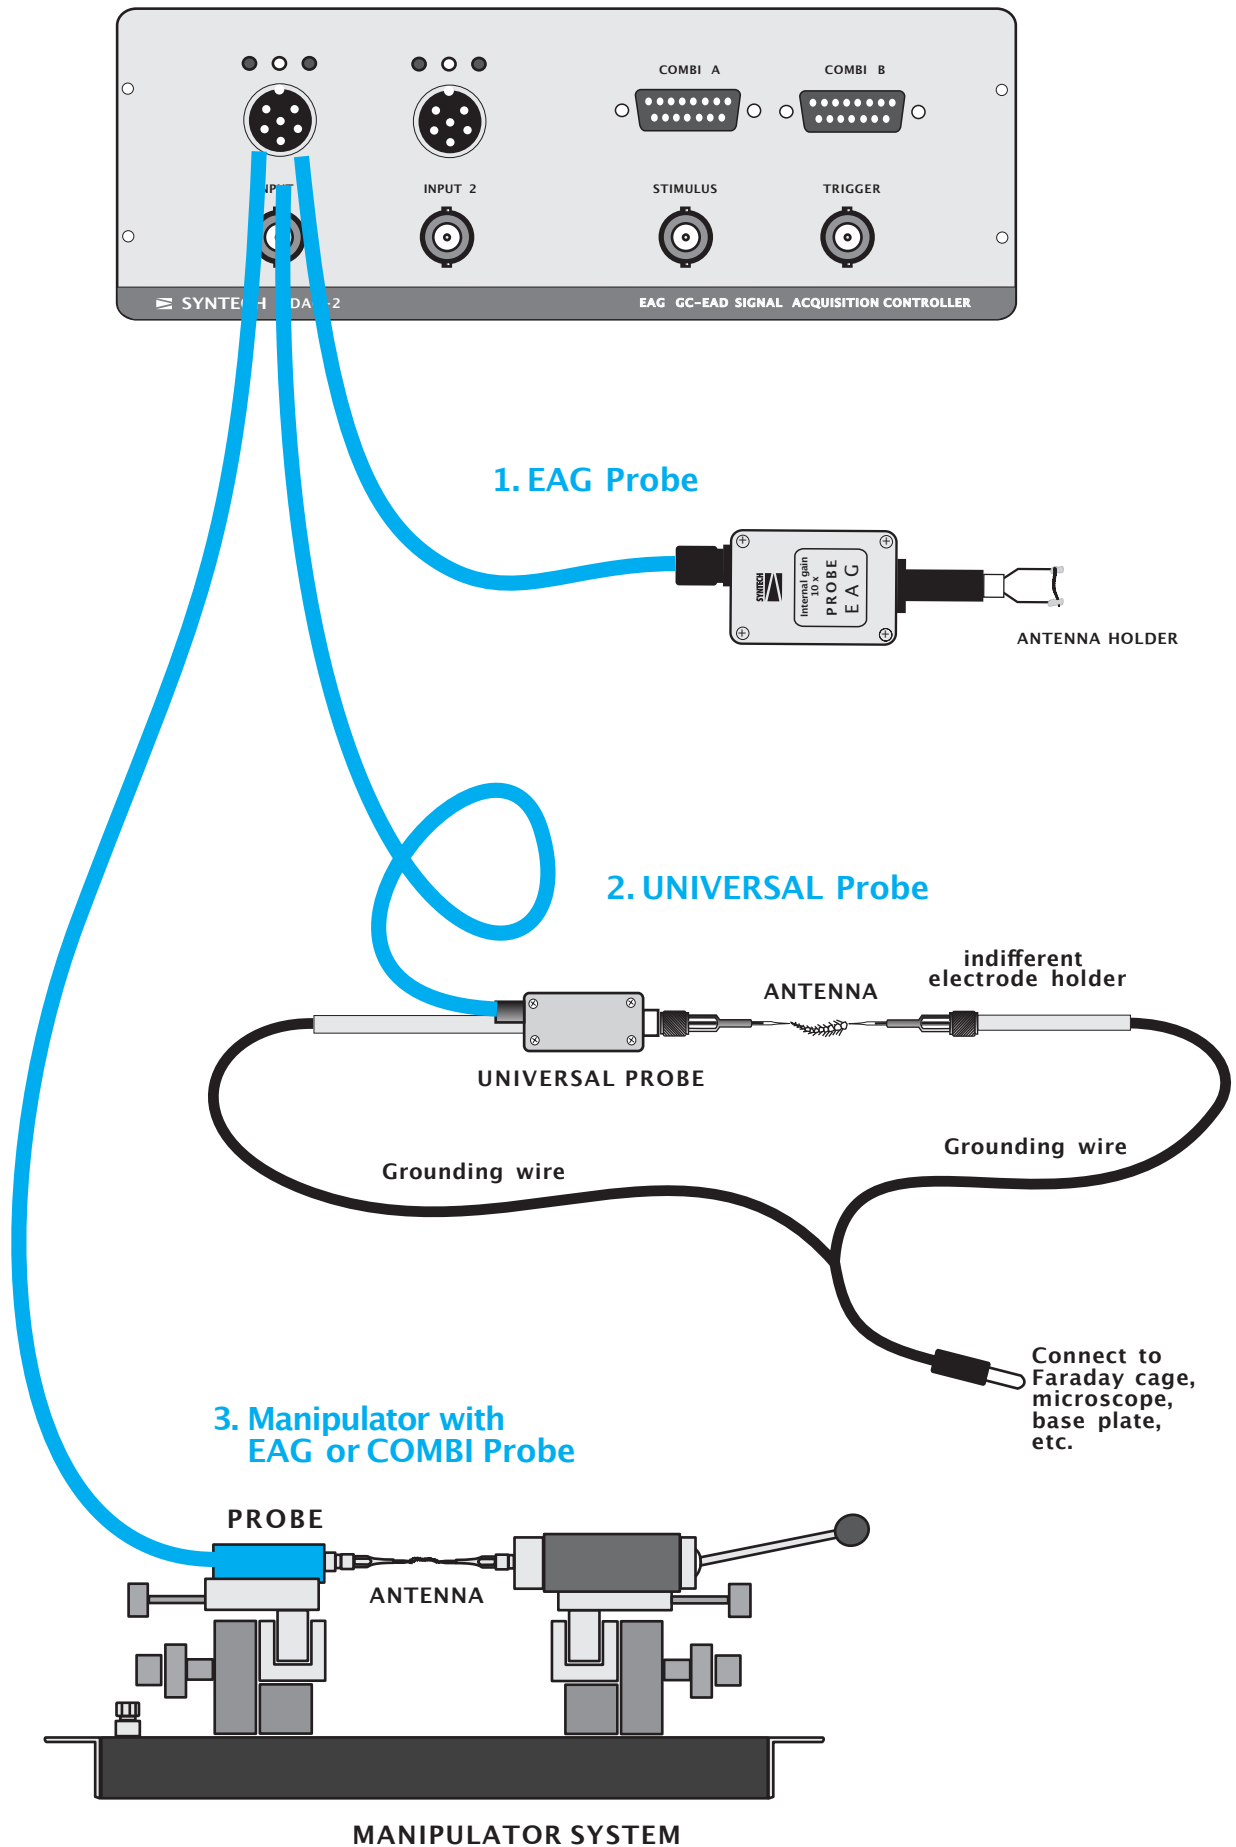 COMBI A
COMBI B
INPUT 2
STIMULUS
TRIGGER
SYNTECH
EAG GC-EAD SIGNAL ACQUISITION CONTROLLER
1. EAG Probe
SYNTECH
Internal gain
10 x
PROBE
EAG
ANTENNA HOLDER
2. UNIVERSAL Probe
indifferent
electrode holder
ANTENNA
UNIVERSAL PROBE
Grounding wire
Grounding wire
Connect to
Faraday cage,
microscope,
base plate,
etc.
3. Manipulator with
EAG or COMBI Probe
PROBE
ANTENNA
MANIPULATOR SYSTEM